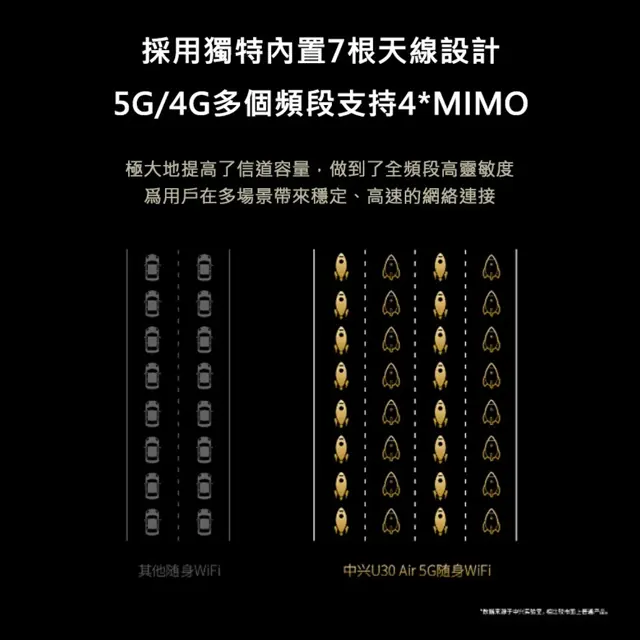 採用獨特內置7根天線設計
5G/4G多個頻段支持4*MIMO
極大地提高了信道容量，做到了全頻段高靈敏度
爲用戶在多場景帶來穩定、高速的網絡連接
其他随身WiFi
中兴U30 Air 5G随身WiFi